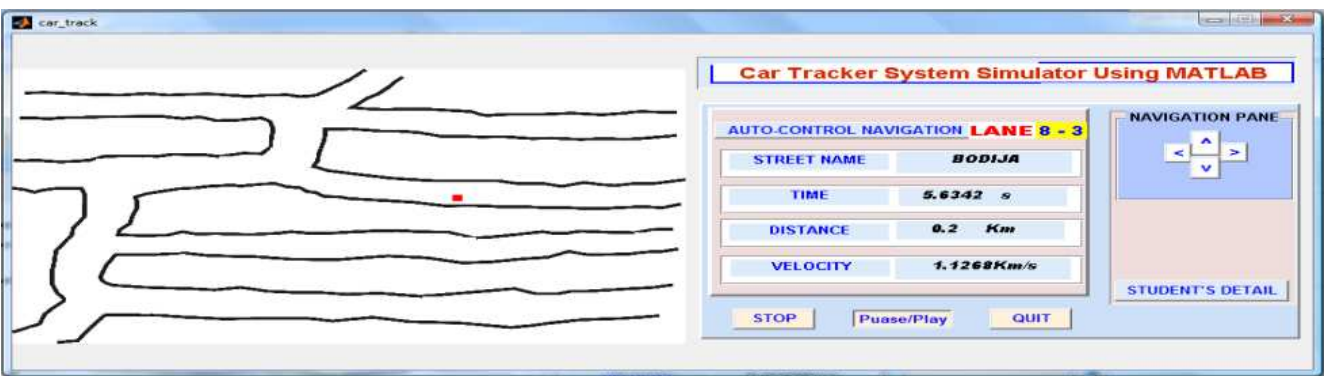 car_track
Car Tracker System Simulator Using MATLAB
AUTO-CONTROL NAVIGATION LANE 8 - 3
STREET NAME BODIJA
TIME 5.6342 s
DISTANCE 0.2 Km
VELOCITY 1.1268Km/s
STOP Puase/Play QUIT
NAVIGATION PANE
^
< >
v
STUDENT'S DETAIL